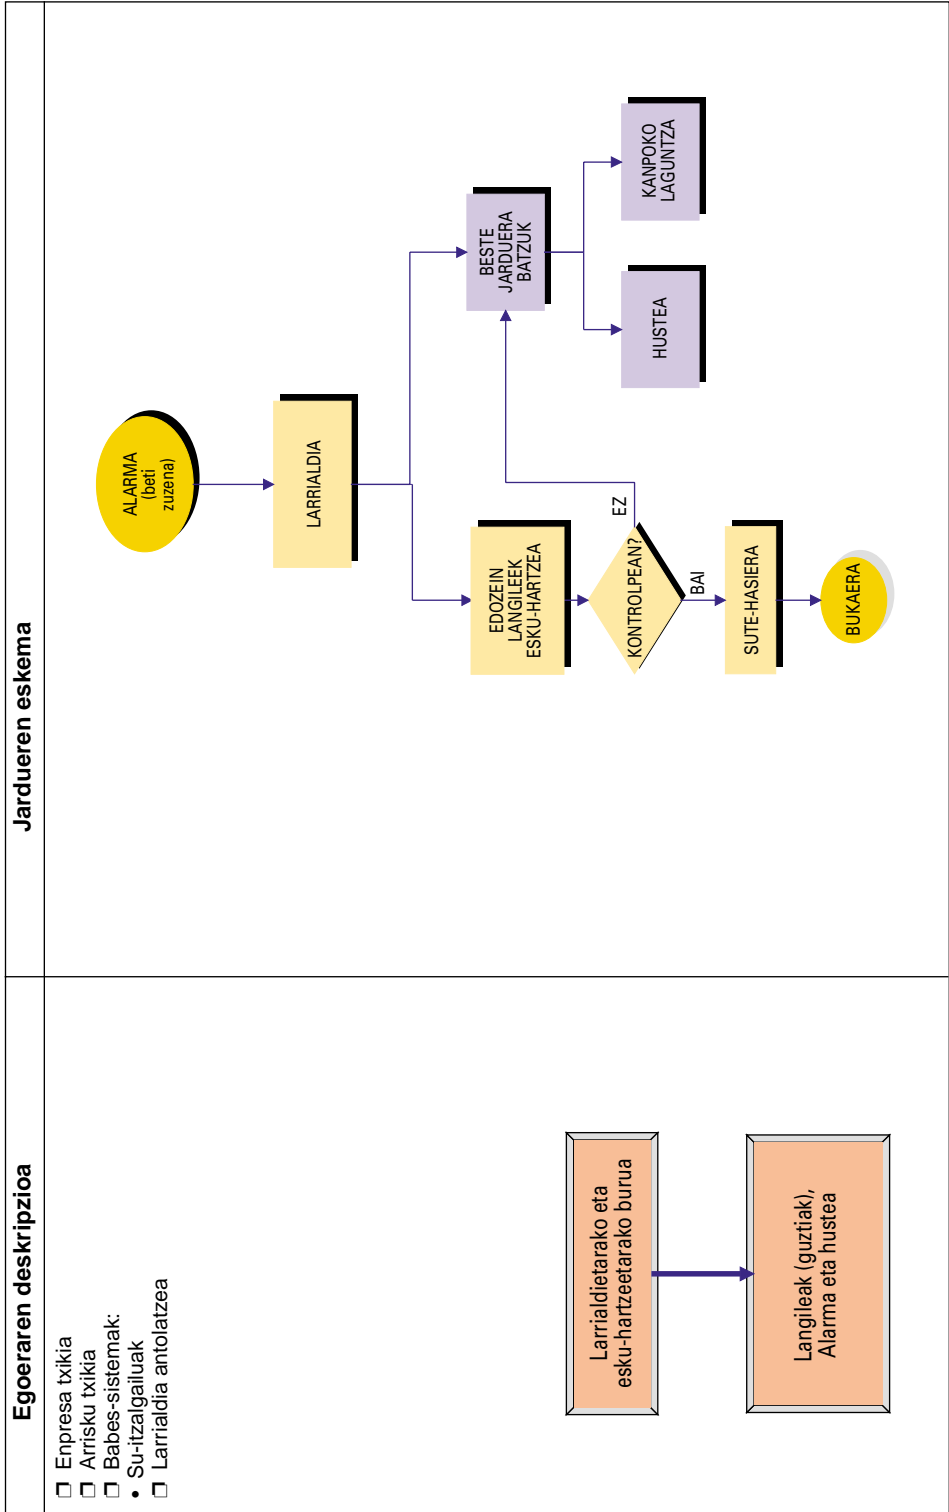 Egoeraren deskripzioa
Enpresa txikia
Arrisku txikia
Babes-sistemak:
• Su-itzalgailuak
Larrialdia antolatzea
Larrialdietarako eta
esku-hartzeetarako burua
Langileak (guztiak),
Alarma eta hustea
Jardueren eskema
ALARMA
(beti
zuzena)
LARRIALDIA
EDOZEIN
LANGILEEK
ESKU-HARTZEA
BESTE
JARDUERA
BATZUK
KONTROLPEAN?
EZ
BAI
HUSTEA
KANPOKO
LAGUNTZA
SUTE-HASIERA
BUKAERA